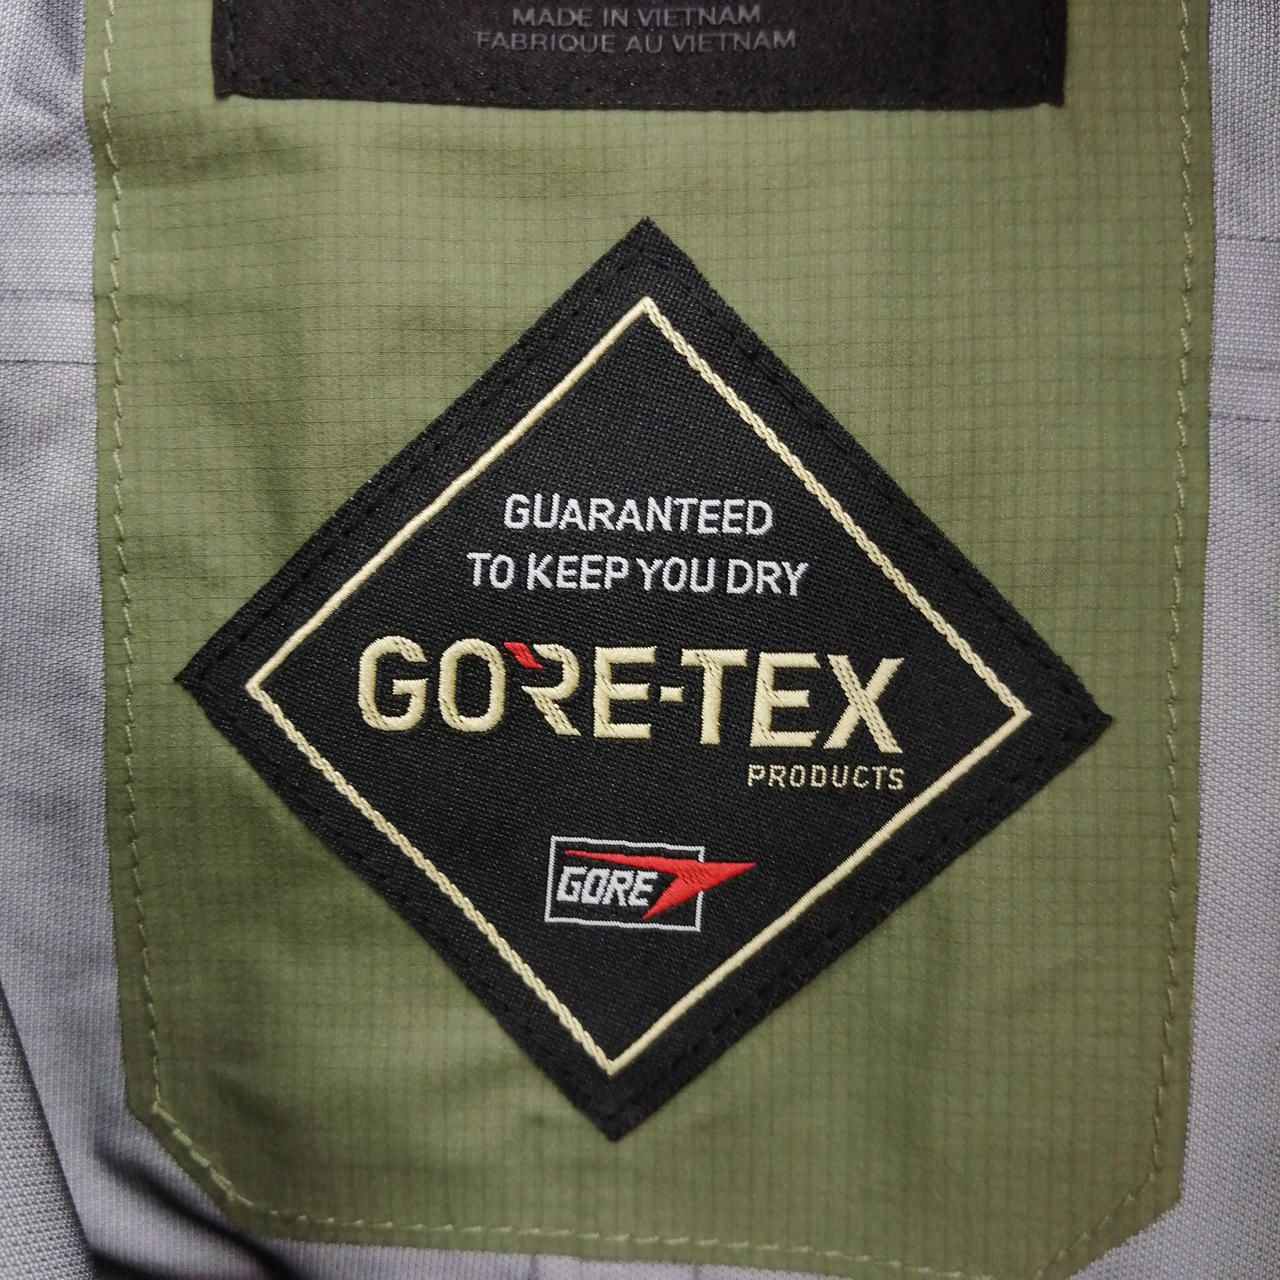 MADE IN VIETNAM
FABRIQUE AU VIETNAM
GUARANTEED
TO KEEP YOU DRY
GORE-TEX
PRODUCTS
GORE